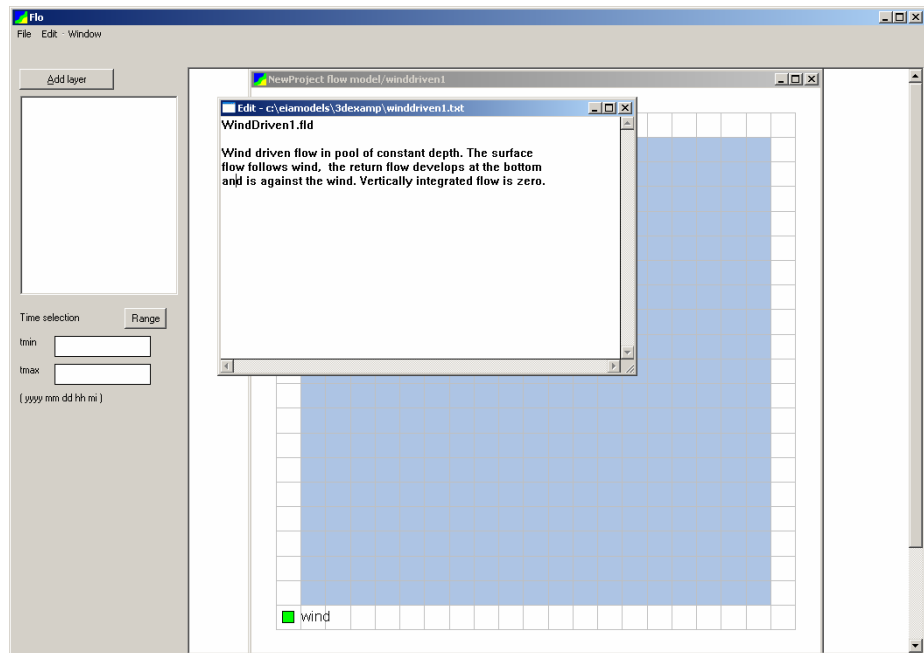 Flo
File Edit Window
Add layer
NewProject flow model/winddriven1
Edit - c:\eiamodels\3dexamp\winddriven1.txt
WindDriven1.fld
Wind driven flow in pool of constant depth. The surface
flow follows wind, the return flow develops at the bottom
and is against the wind. Vertically integrated flow is zero.
Time selection
Range
tmin
tmax
( yyyy mm dd hh mi )
wind